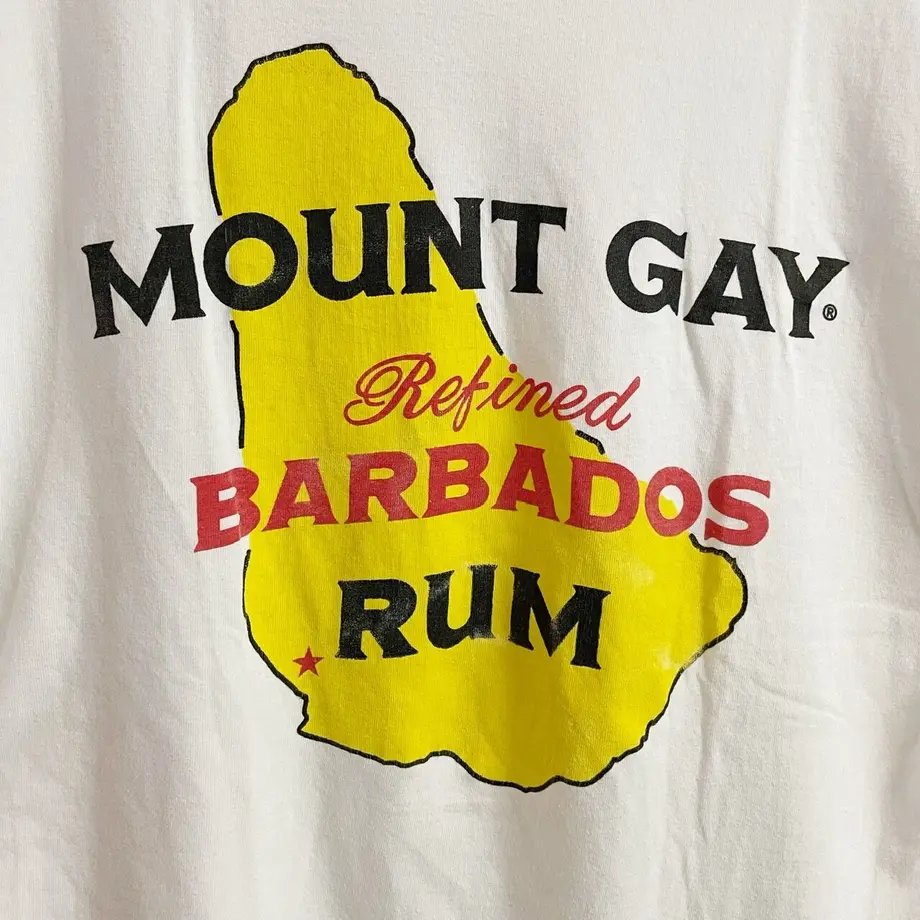 MOUNT GAY®
Refined
BARBADOS
RUM